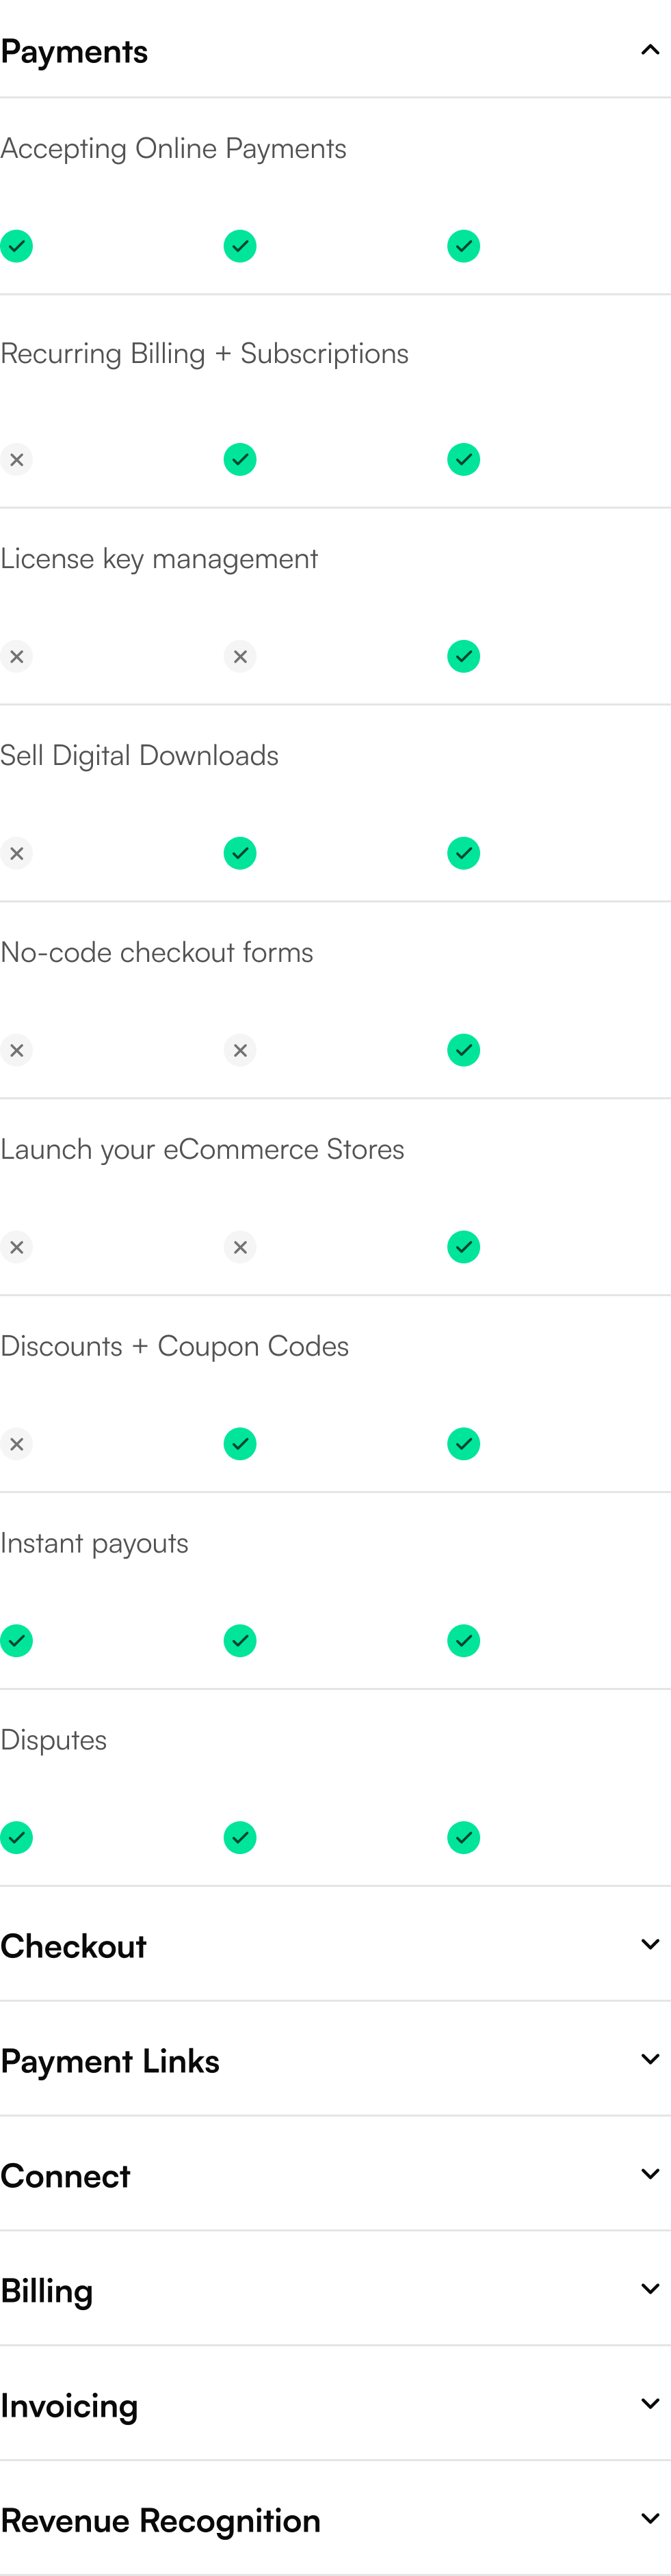 Payments
Accepting Online Payments
Recurring Billing + Subscriptions
License key management
Sell Digital Downloads
No-code checkout forms
Launch your eCommerce Stores
Discounts + Coupon Codes
Instant payouts
Disputes
Checkout
Payment Links
Connect
Billing
Invoicing
Revenue Recognition